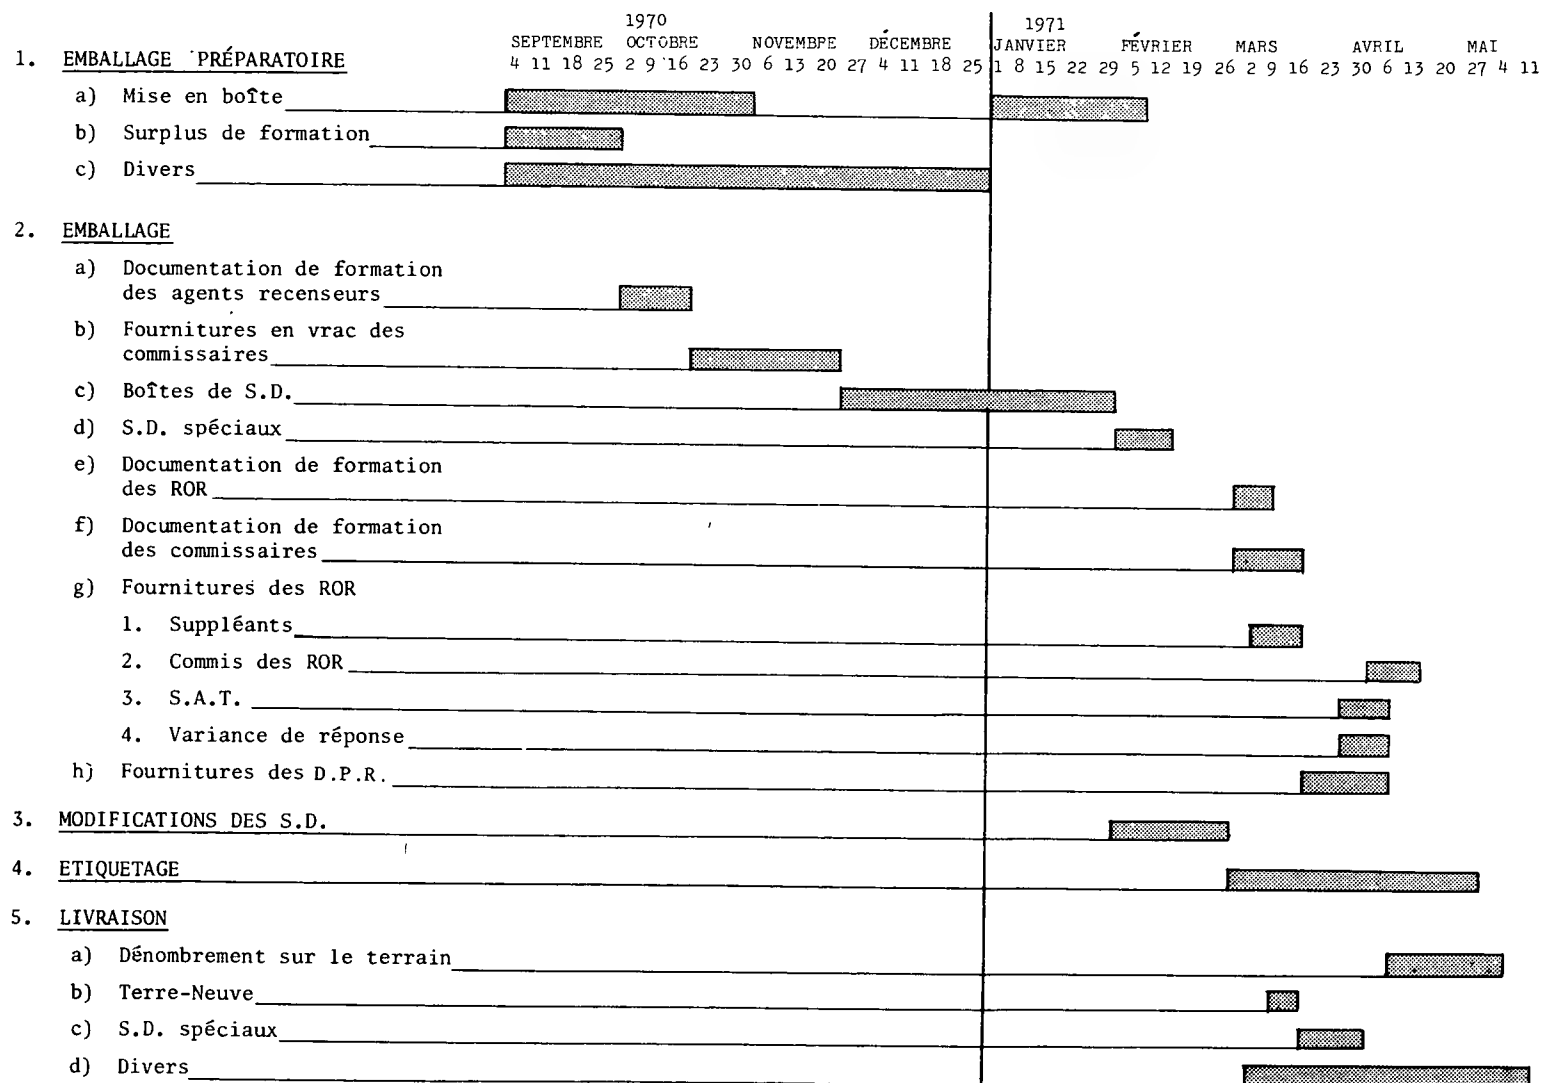 1970
1971
SEPTEMBRE OCTOBRE NOVEMBRE DÉCEMBRE JANVIER FÉVRIER MARS AVRIL MAI
1. EMBALLAGE PRÉPARATOIRE
4 11 18 25 2 9 16 23 30 6 13 20 27 4 11 18 25 1 8 15 22 29 5 12 19 26 2 9 16 23 30 6 13 20 27 4 11
a) Mise en boîte
b) Surplus de formation
c) Divers
2. EMBALLAGE
a) Documentation de formation
des agents recenseurs
b) Fournitures en vrac des
commissaires
c) Boîtes de S.D.
d) S.D. spéciaux
e) Documentation de formation
des ROR
f) Documentation de formation
des commissaires
g) Fournitures des ROR
1. Suppléants
2. Commis des ROR
3. S.A.T.
4. Variance de réponse
h) Fournitures des D.P.R.
3. MODIFICATIONS DES S.D.
4. ETIQUETAGE
5. LIVRAISON
a) Dénombrement sur le terrain
b) Terre-Neuve
c) S.D. spéciaux
d) Divers